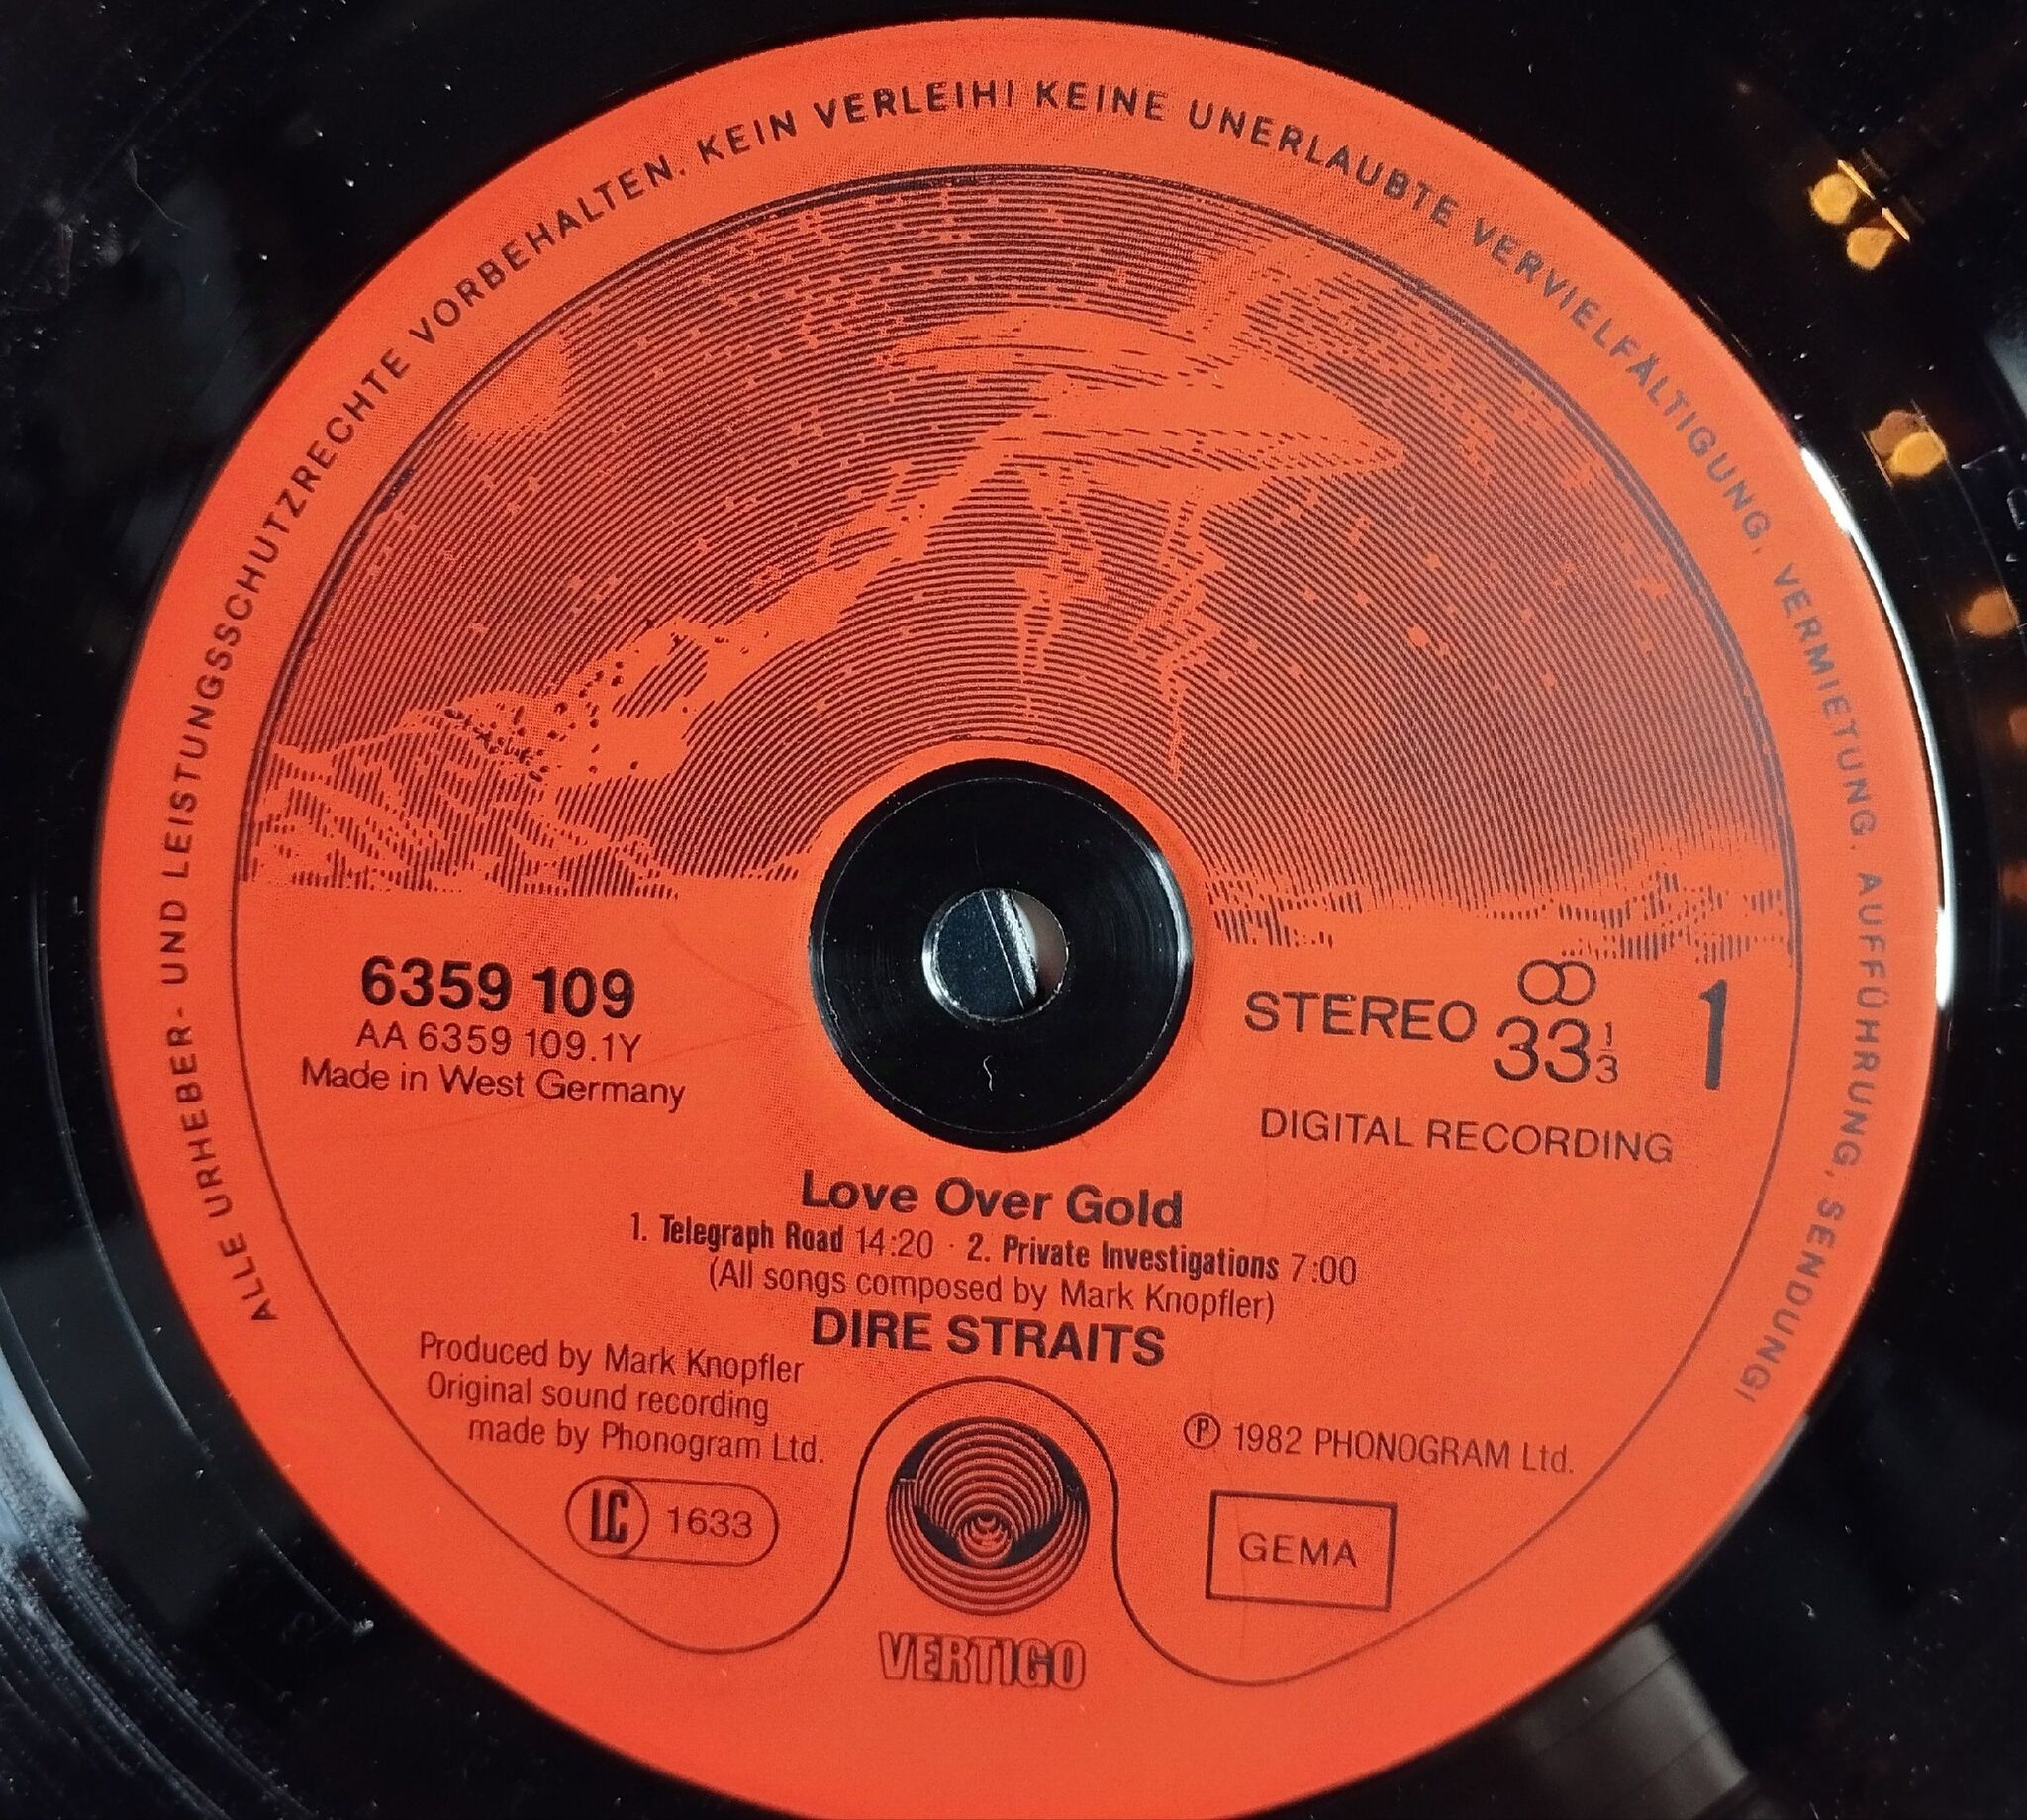 ALLE URHEBER- UND LEISTUNGSSCHUTZRECHTE VORBEHALTEN. KEIN VERLEIH! KEINE UNERLAUBTE VERVIELFÄLTIGUNG, VERMIETUNG, AUFFÜHRUNG, SENDUNG!
6359 109
AA 6359 109.1Y
Made in West Germany
STEREO 33 1/3
1
DIGITAL RECORDING
Love Over Gold
1. Telegraph Road 14:20 · 2. Private Investigations 7:00
(All songs composed by Mark Knopfler)
DIRE STRAITS
Produced by Mark Knopfler
Original sound recording
made by Phonogram Ltd.
LC 1633
℗ 1982 PHONOGRAM Ltd.
GEMA
VERTIGO